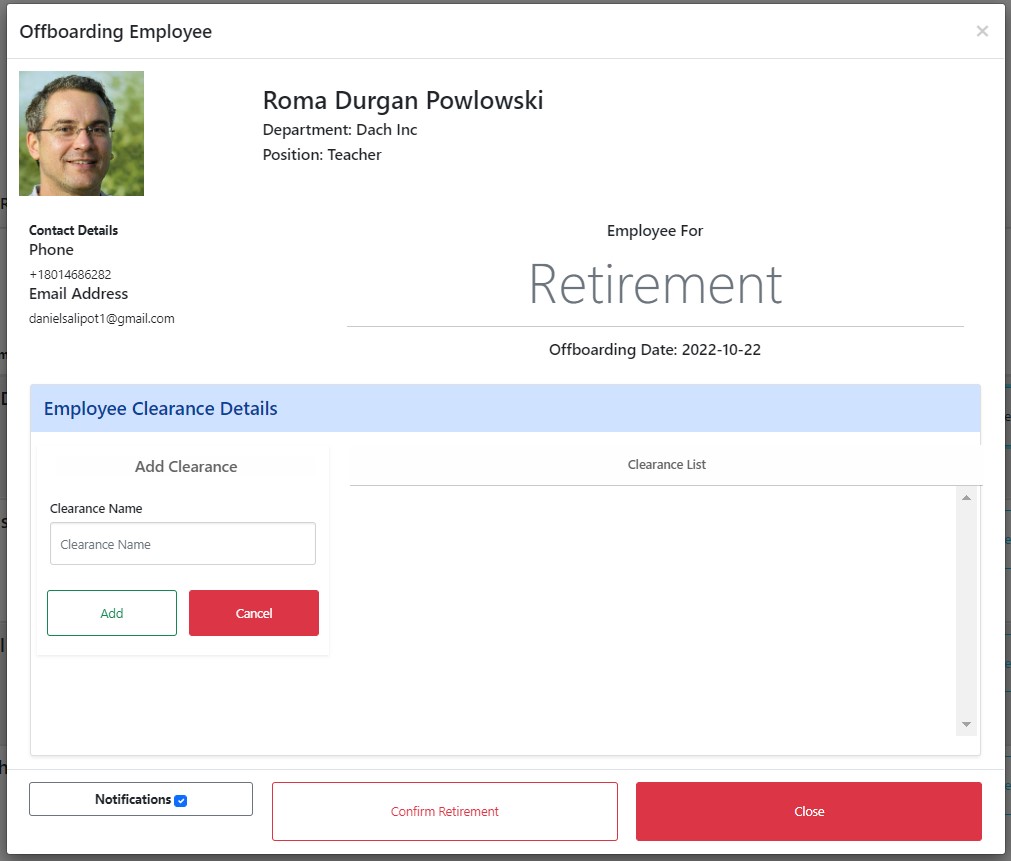 Offboarding Employee
×
Roma Durgan Powlowski
Department: Dach Inc
Position: Teacher
Contact Details
Phone
+18014686282
Email Address
danielsalipot1@gmail.com
Employee For
Retirement
Offboarding Date: 2022-10-22
Employee Clearance Details
Add Clearance
Clearance Name
Clearance Name
Add
Cancel
Clearance List
Notifications
Confirm Retirement
Close